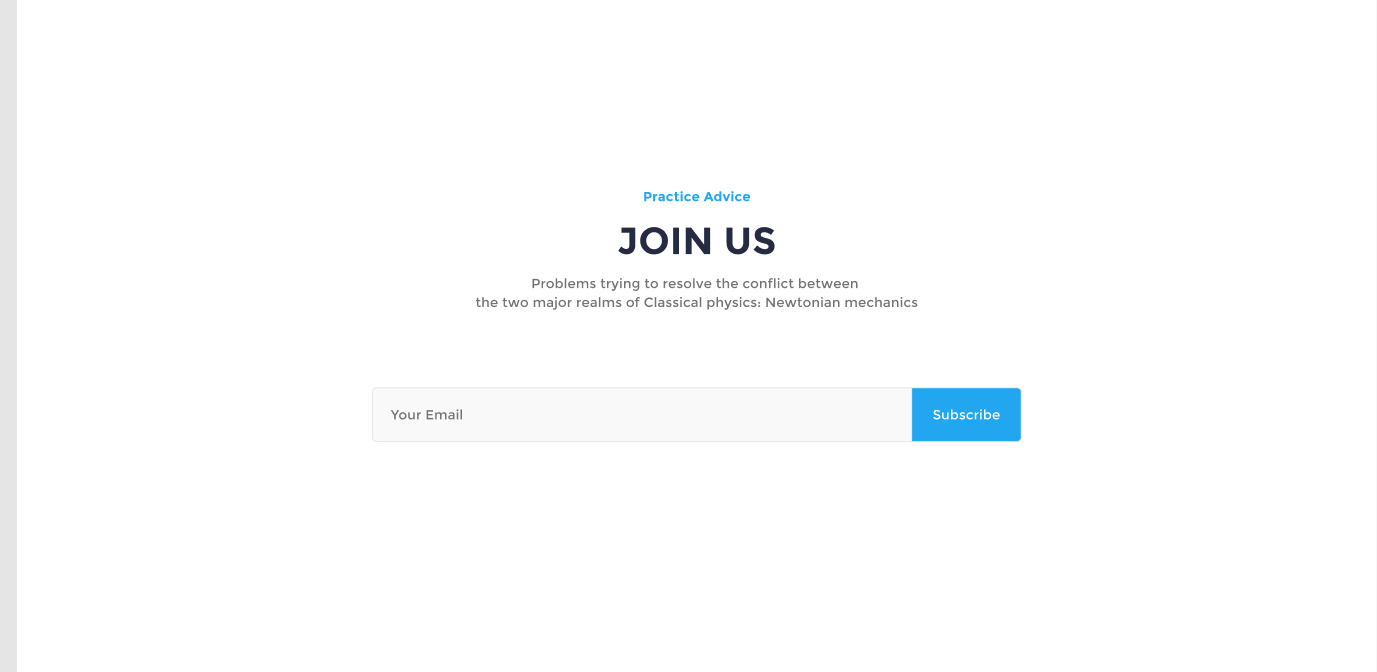 Practice Advice
JOIN US
Problems trying to resolve the conflict between
the two major realms of Classical physics: Newtonian mechanics
Your Email
Subscribe